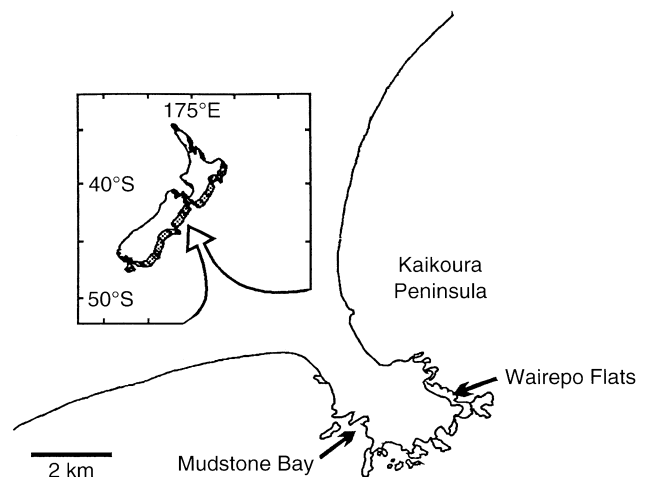 175°E
40°S
50°S
Kaikoura
Peninsula
Wairepo Flats
Mudstone Bay
2 km